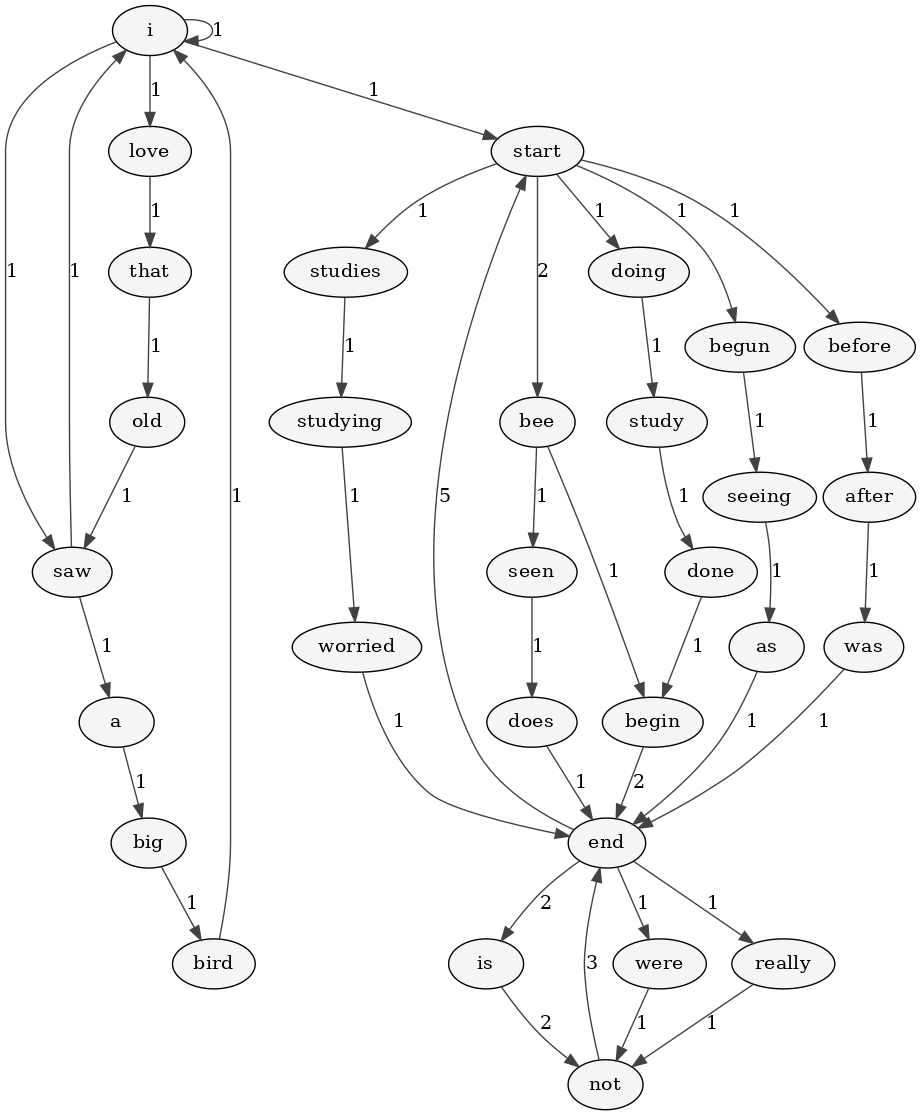 i 1
1
love 1 start
1 1 1 1 1
that studies 2 doing
1 1 1 1 begun before
1
old studying bee study 1 1
1 1 5 1 1 seeing after
saw seen 1 done 1 1
1 worried 1 1 as was
a 1 does begin 1 1
1 1 2
big end
1 2 1 1
bird is 3 were really
2 1 1
not